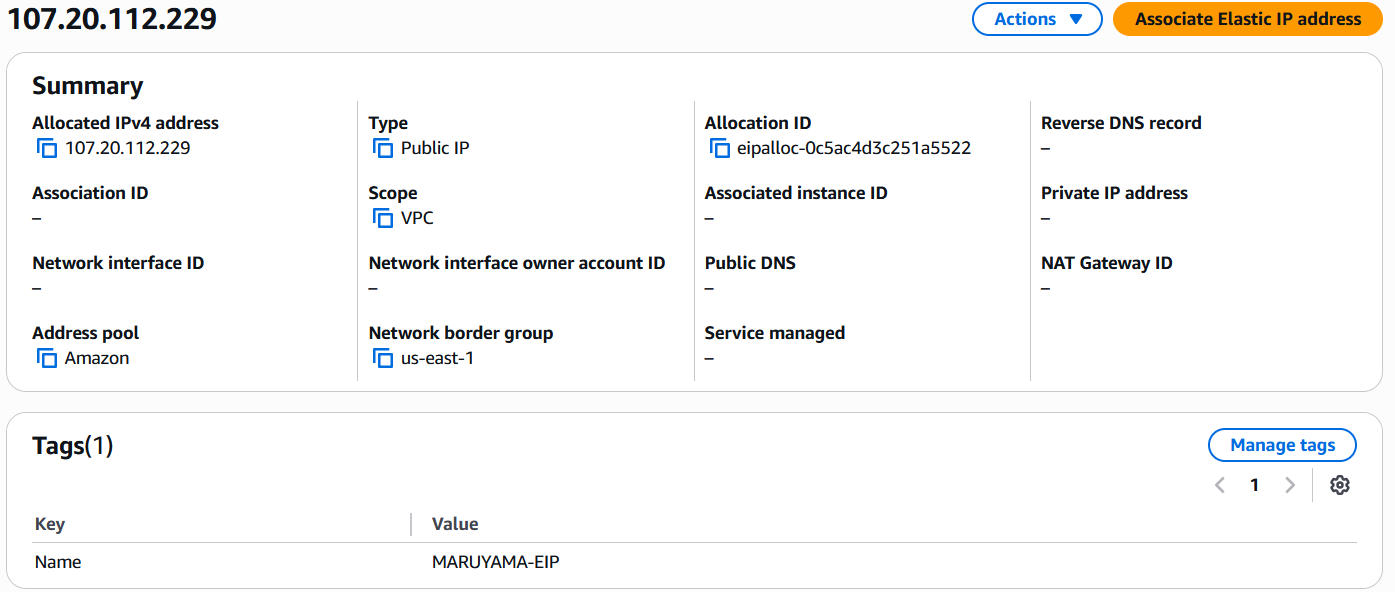 107.20.112.229
Actions
Associate Elastic IP address
Summary
Allocated IPv4 address
107.20.112.229
Type
Public IP
Allocation ID
eipalloc-0c5ac4d3c251a5522
Reverse DNS record
–
Association ID
–
Scope
VPC
Associated instance ID
–
Private IP address
–
Network interface ID
–
Network interface owner account ID
–
Public DNS
–
NAT Gateway ID
–
Address pool
Amazon
Network border group
us-east-1
Service managed
–
Tags(1)
Manage tags
1
Key
Value
Name
MARUYAMA-EIP